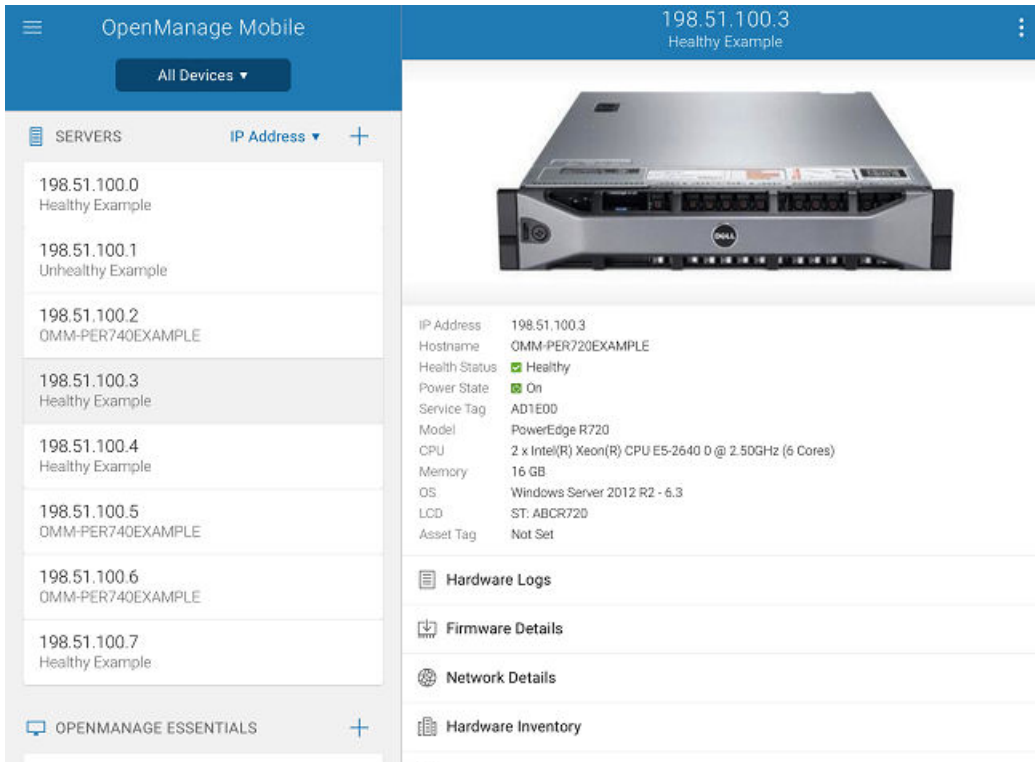 OpenManage Mobile
All Devices ▾
SERVERS
IP Address ▾
198.51.100.0
Healthy Example
198.51.100.1
Unhealthy Example
198.51.100.2
OMM-PER740EXAMPLE
198.51.100.3
Healthy Example
198.51.100.4
Healthy Example
198.51.100.5
OMM-PER740EXAMPLE
198.51.100.6
OMM-PER740EXAMPLE
198.51.100.7
Healthy Example
OPENMANAGE ESSENTIALS
198.51.100.3
Healthy Example
DELL
IP Address 198.51.100.3
Hostname OMM-PER720EXAMPLE
Health Status Healthy
Power State On
Service Tag AD1E00
Model PowerEdge R720
CPU 2 x Intel(R) Xeon(R) CPU E5-2640 0 @ 2.50GHz (6 Cores)
Memory 16 GB
OS Windows Server 2012 R2 - 6.3
LCD ST: ABCR720
Asset Tag Not Set
Hardware Logs
Firmware Details
Network Details
Hardware Inventory